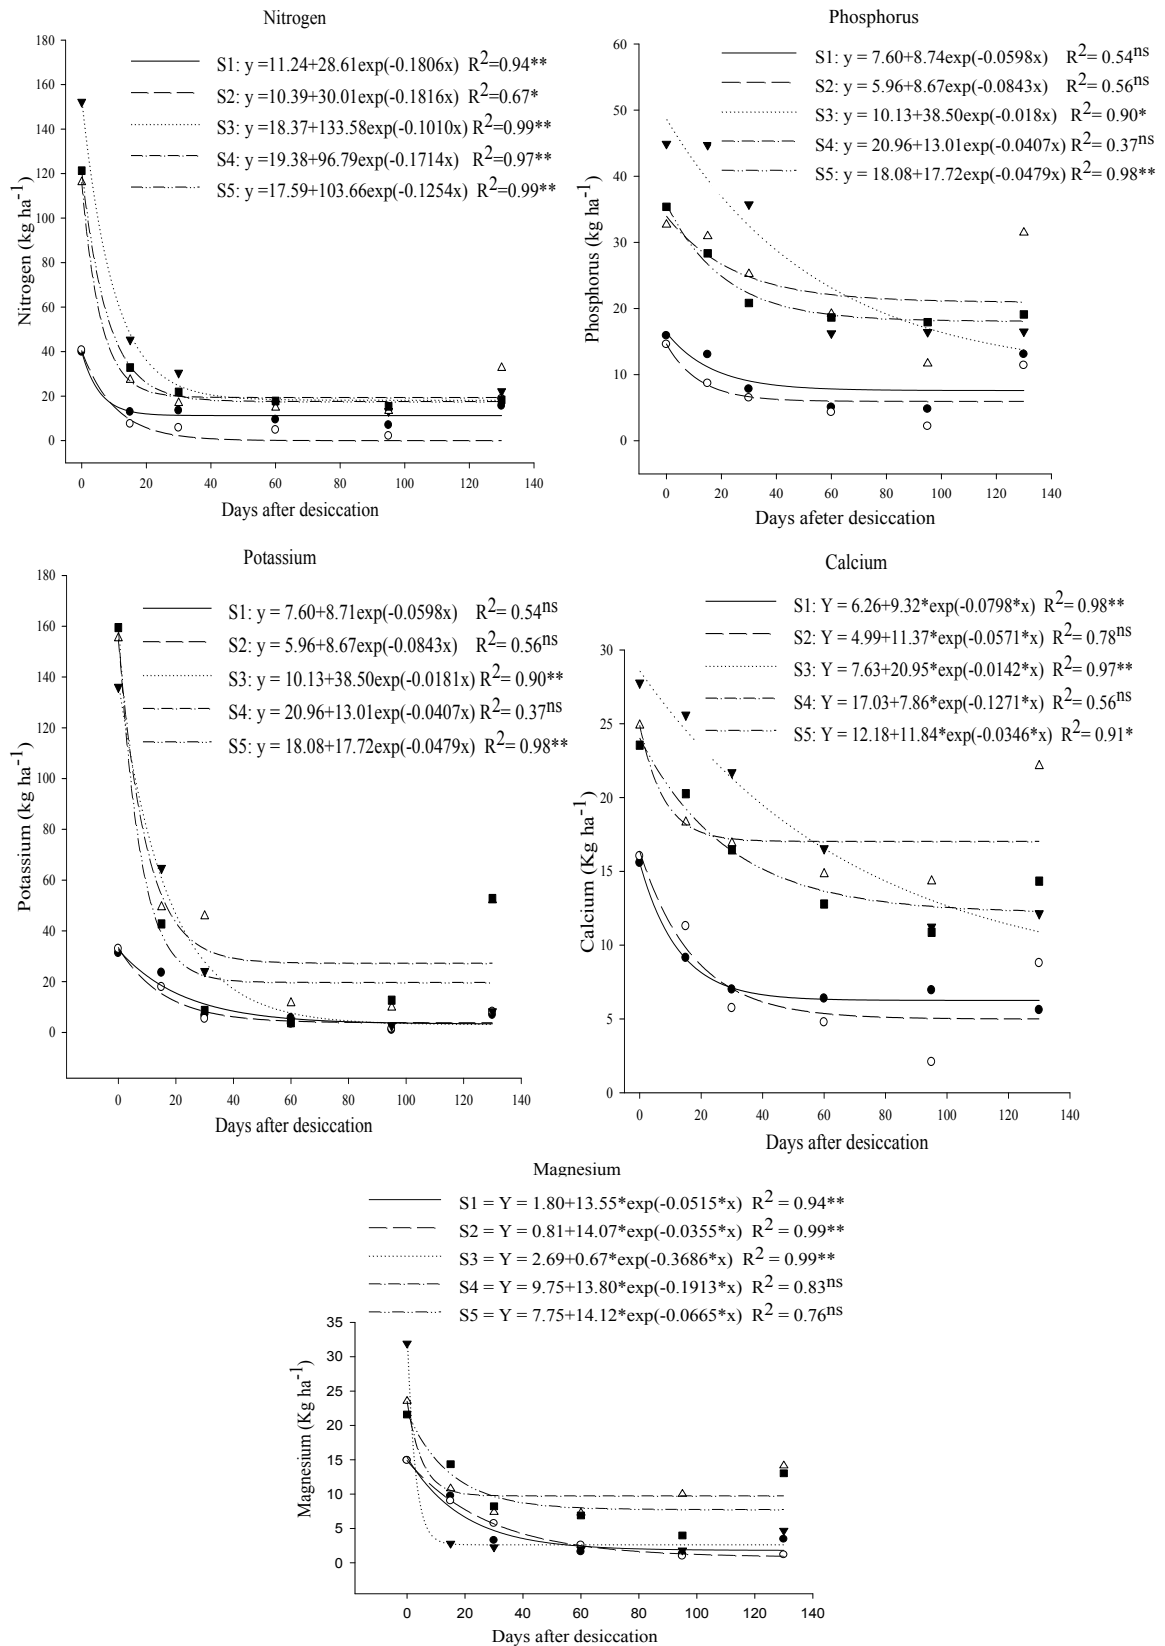 Nitrogen
S1: y =11.24+28.61exp(-0.1806x) R2=0.94**
S2: y =10.39+30.01exp(-0.1816x) R2=0.67*
S3: y =18.37+133.58exp(-0.1010x) R2=0.99**
S4: y =19.38+96.79exp(-0.1714x) R2=0.97**
S5: y =17.59+103.66exp(-0.1254x) R2=0.99**
Nitrogen (kg ha-1)
180
160
140
120
100
80
60
40
20
0
0 20 40 60 80 100 120 140
Days after desiccation
Phosphorus
S1: y = 7.60+8.74exp(-0.0598x) R2= 0.54ns
S2: y = 5.96+8.67exp(-0.0843x) R2= 0.56ns
S3: y = 10.13+38.50exp(-0.018x) R2= 0.90*
S4: y = 20.96+13.01exp(-0.0407x) R2= 0.37ns
S5: y = 18.08+17.72exp(-0.0479x) R2= 0.98**
Phosphorus (kg ha-1)
60
50
40
30
20
10
0
0 20 40 60 80 100 120 140
Days afeter desiccation
Potassium
S1: y = 7.60+8.71exp(-0.0598x) R2= 0.54ns
S2: y = 5.96+8.67exp(-0.0843x) R2= 0.56ns
S3: y = 10.13+38.50exp(-0.0181x) R2= 0.90**
S4: y = 20.96+13.01exp(-0.0407x) R2= 0.37ns
S5: y = 18.08+17.72exp(-0.0479x) R2= 0.98**
Potassium (kg ha-1)
180
160
140
120
100
80
60
40
20
0
0 20 40 60 80 100 120 140
Days after desiccation
Calcium
S1: Y = 6.26+9.32*exp(-0.0798*x) R2= 0.98**
S2: Y = 4.99+11.37*exp(-0.0571*x) R2= 0.78ns
S3: Y = 7.63+20.95*exp(-0.0142*x) R2= 0.97**
S4: Y = 17.03+7.86*exp(-0.1271*x) R2= 0.56ns
S5: Y = 12.18+11.84*exp(-0.0346*x) R2= 0.91*
Calcium (Kg ha-1)
30
25
20
15
10
5
0
0 20 40 60 80 100 120 140
Days after desiccation
Magnesium
S1 = Y = 1.80+13.55*exp(-0.0515*x) R2 = 0.94**
S2 = Y = 0.81+14.07*exp(-0.0355*x) R2 = 0.99**
S3 = Y = 2.69+0.67*exp(-0.3686*x) R2 = 0.99**
S4 = Y = 9.75+13.80*exp(-0.1913*x) R2 = 0.83ns
S5 = Y = 7.75+14.12*exp(-0.0665*x) R2 = 0.76ns
Magnesium (Kg ha-1)
35
30
25
20
15
10
5
0
0 20 40 60 80 100 120 140
Days after desiccation